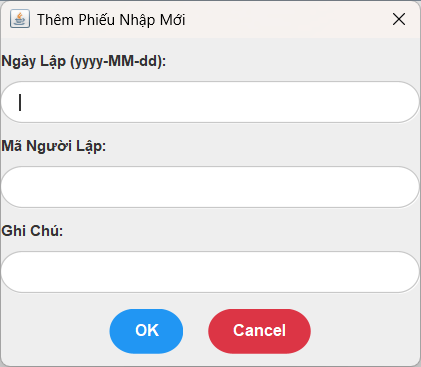 Thêm Phiếu Nhập Mới
Ngày Lập (yyyy-MM-dd):
Mã Người Lập:
Ghi Chú:
OK Cancel